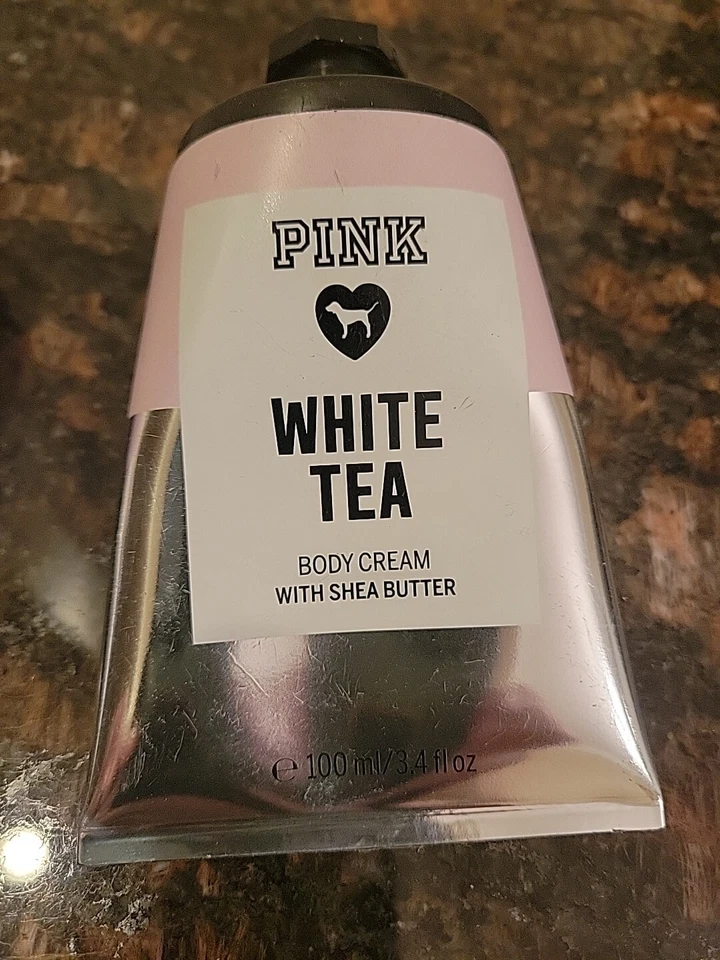 PINK
WHITE
TEA
BODY CREAM
WITH SHEA BUTTER
℮ 100 ml/3.4 fl oz